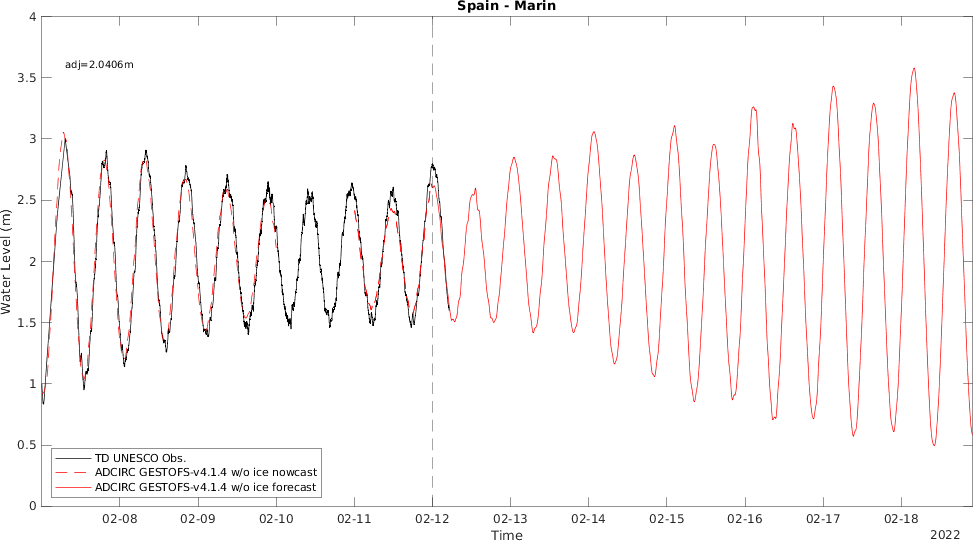 Spain - Marin
4
3.5
3
2.5
2
1.5
1
0.5
0
Water Level (m)
adj=2.0406m
TD UNESCO Obs.
ADCIRC GESTOFS-v4.1.4 w/o ice nowcast
ADCIRC GESTOFS-v4.1.4 w/o ice forecast
02-08 02-09 02-10 02-11 02-12 02-13 02-14 02-15 02-16 02-17 02-18
Time
2022